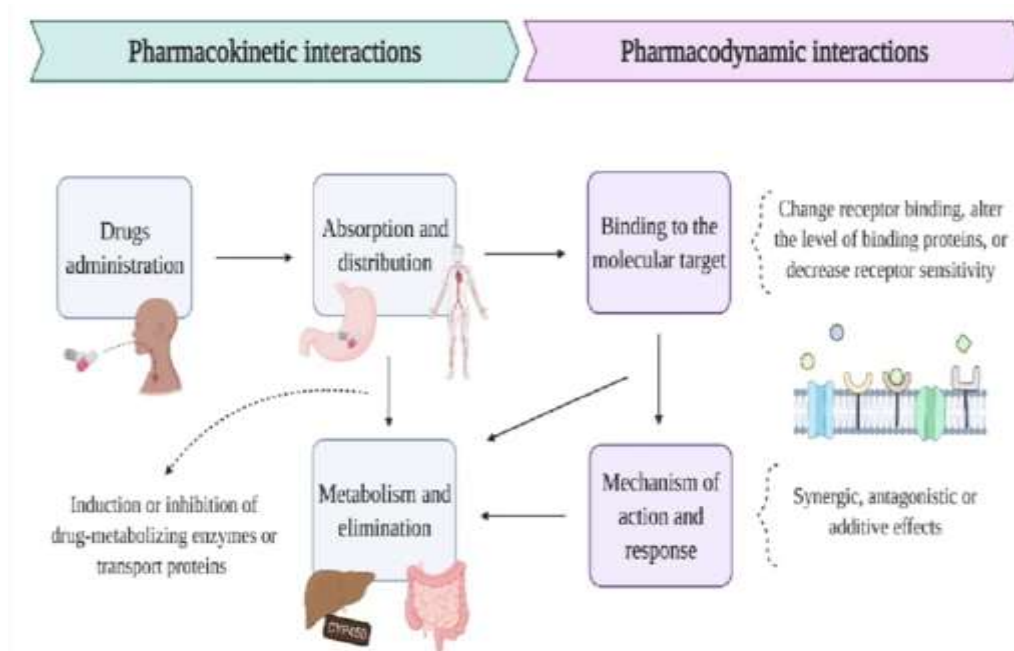 Pharmacokinetic interactions
Pharmacodynamic interactions
Drugs
administration
Absorption and
distribution
Binding to the
molecular target
Change receptor binding, alter
the level of binding proteins, or
decrease receptor sensitivity
Induction or inhibition of
drug-metabolizing enzymes or
transport proteins
Metabolism and
elimination
Mechanism of
action and
response
Synergic, antagonistic or
additive effects
CYP450